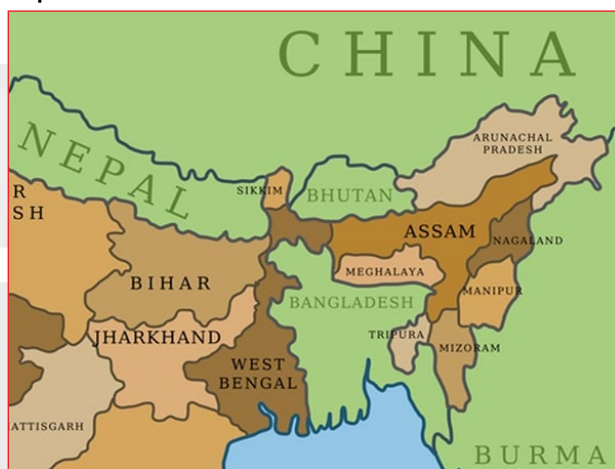 CHINA
ARUNACHAL
PRADESH
NEPAL
SIKKIM
BHUTAN
R
SH
ASSAM
NAGALAND
MEGHALAYA
BIHAR
MANIPUR
BANGLADESH
TRIPURA
JHARKHAND
MIZORAM
WEST
BENGAL
ATTISGARH
BURMA